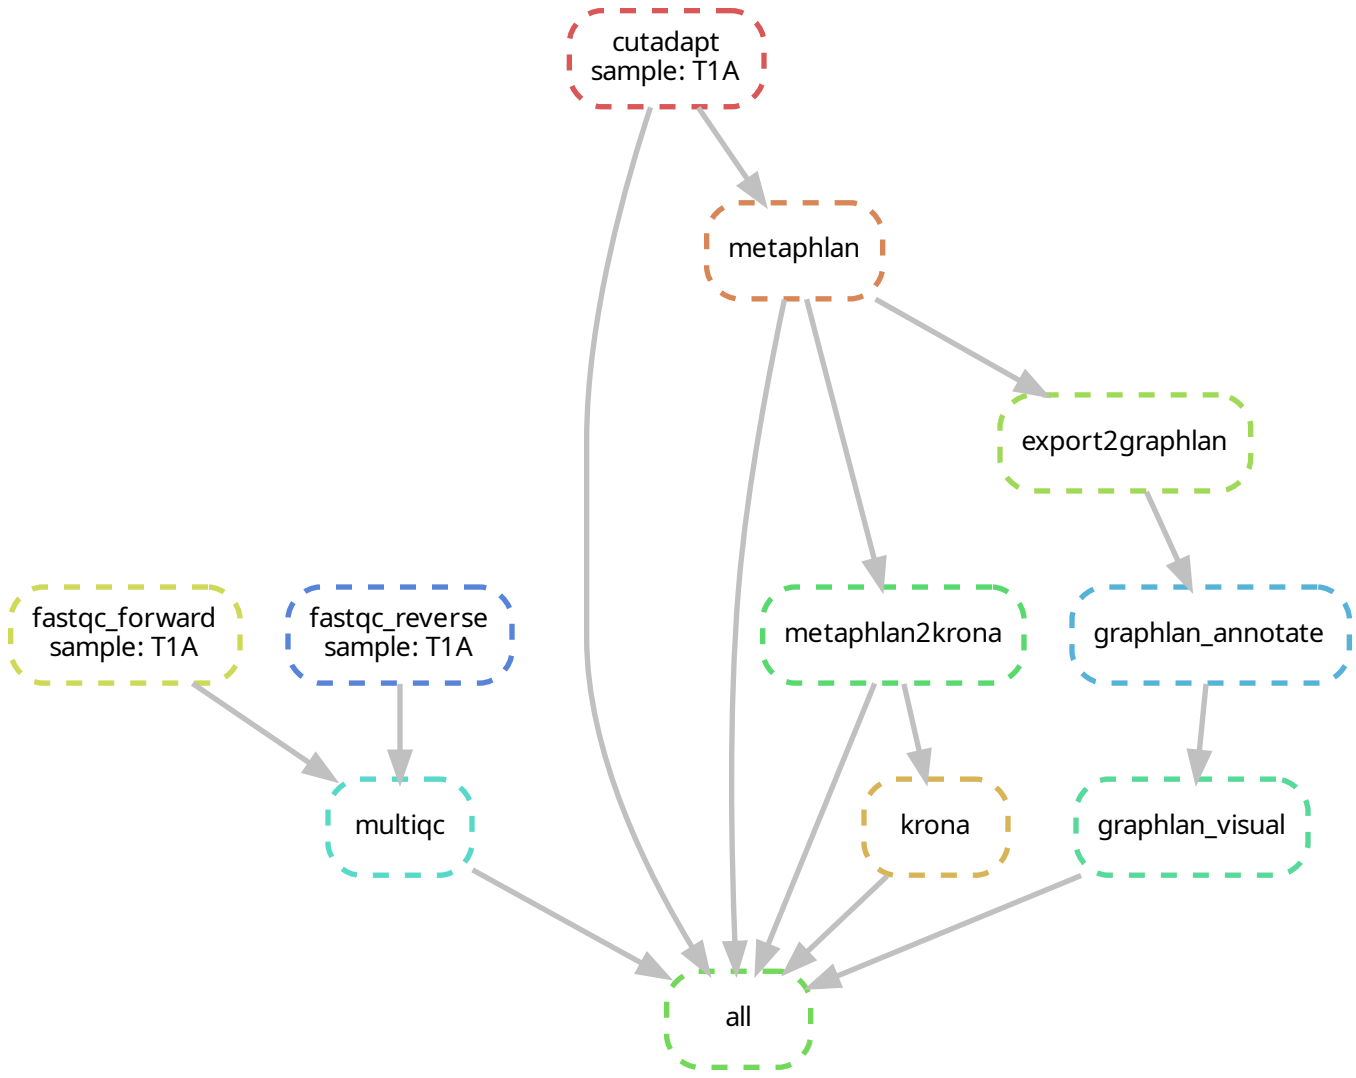 cutadapt
sample: T1A
metaphlan
export2graphlan
fastqc_forward
sample: T1A
fastqc_reverse
sample: T1A
metaphlan2krona
graphlan_annotate
multiqc
krona
graphlan_visual
all